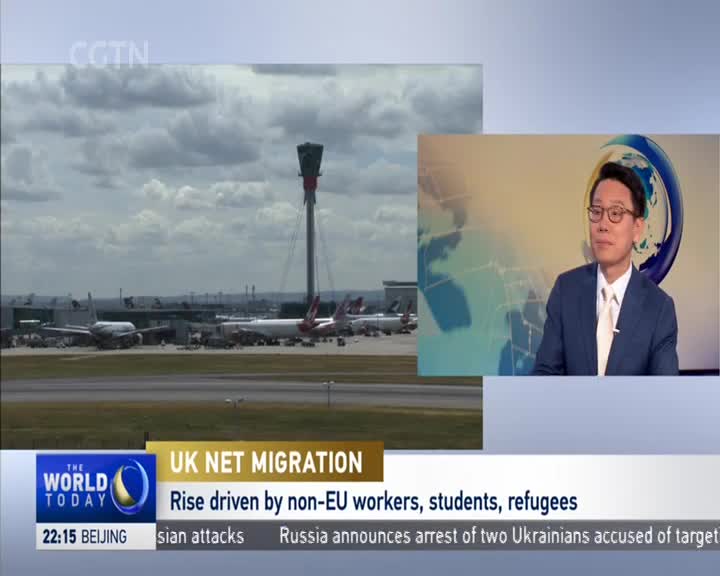 CGTN
UK NET MIGRATION
Rise driven by non-EU workers, students, refugees
THE
WORLD
TODAY
22:15 BEIJING
sian attacks Russia announces arrest of two Ukrainians accused of target